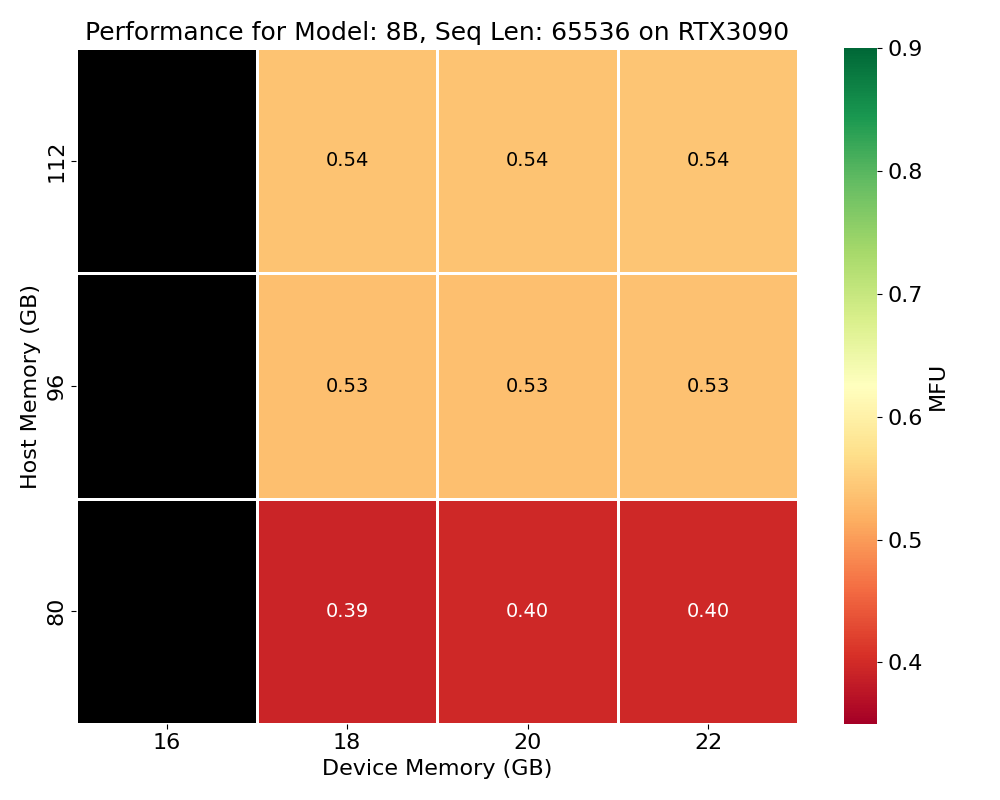 Performance for Model: 8B, Seq Len: 65536 on RTX3090
Host Memory (GB)
112
0.54 0.54 0.54
96
0.53 0.53 0.53
80
0.39 0.40 0.40
16 18 20 22
Device Memory (GB)
0.9
0.8
0.7
0.6
0.5
0.4
MFU